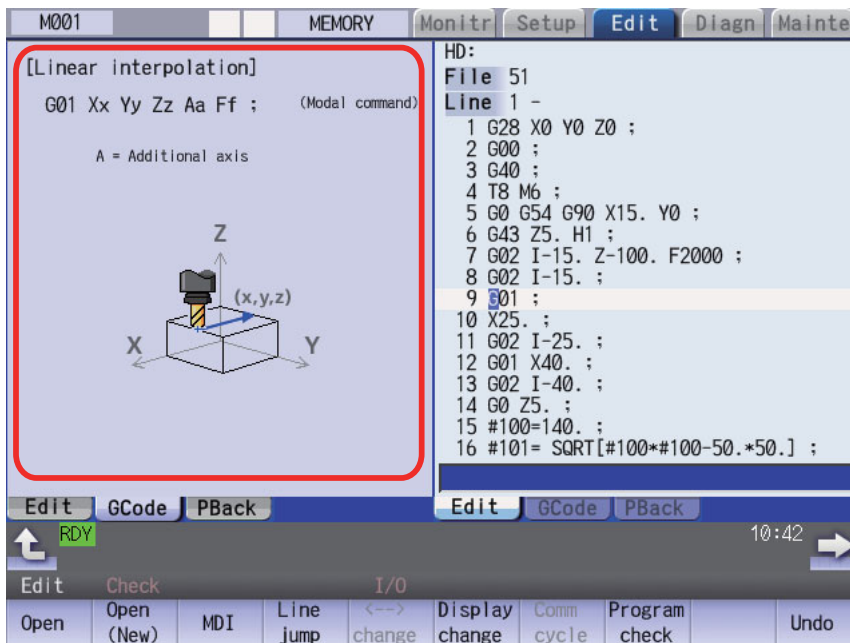 M001 MEMORY Monitr Setup Edit Diagn Mainte
[Linear interpolation]
G01 Xx Yy Zz Aa Ff ; (Modal command)
A = Additional axis
Z
(x,y,z)
X Y
HD:
File 51
Line 1 -
1 G28 X0 Y0 Z0 ;
2 G00 ;
3 G40 ;
4 T8 M6 ;
5 G0 G54 G90 X15. Y0 ;
6 G43 Z5. H1 ;
7 G02 I-15. Z-100. F2000 ;
8 G02 I-15. ;
9 G01 ;
10 X25. ;
11 G02 I-25. ;
12 G01 X40. ;
13 G02 I-40. ;
14 G0 Z5. ;
15 #100=140. ;
16 #101= SQRT[#100*#100-50.*50.] ;
Edit GCode PBack Edit GCode PBack
RDY 10:42
Edit Check I/O
Open Open (New) MDI Line jump <--> change Display change Comm cycle Program check Undo